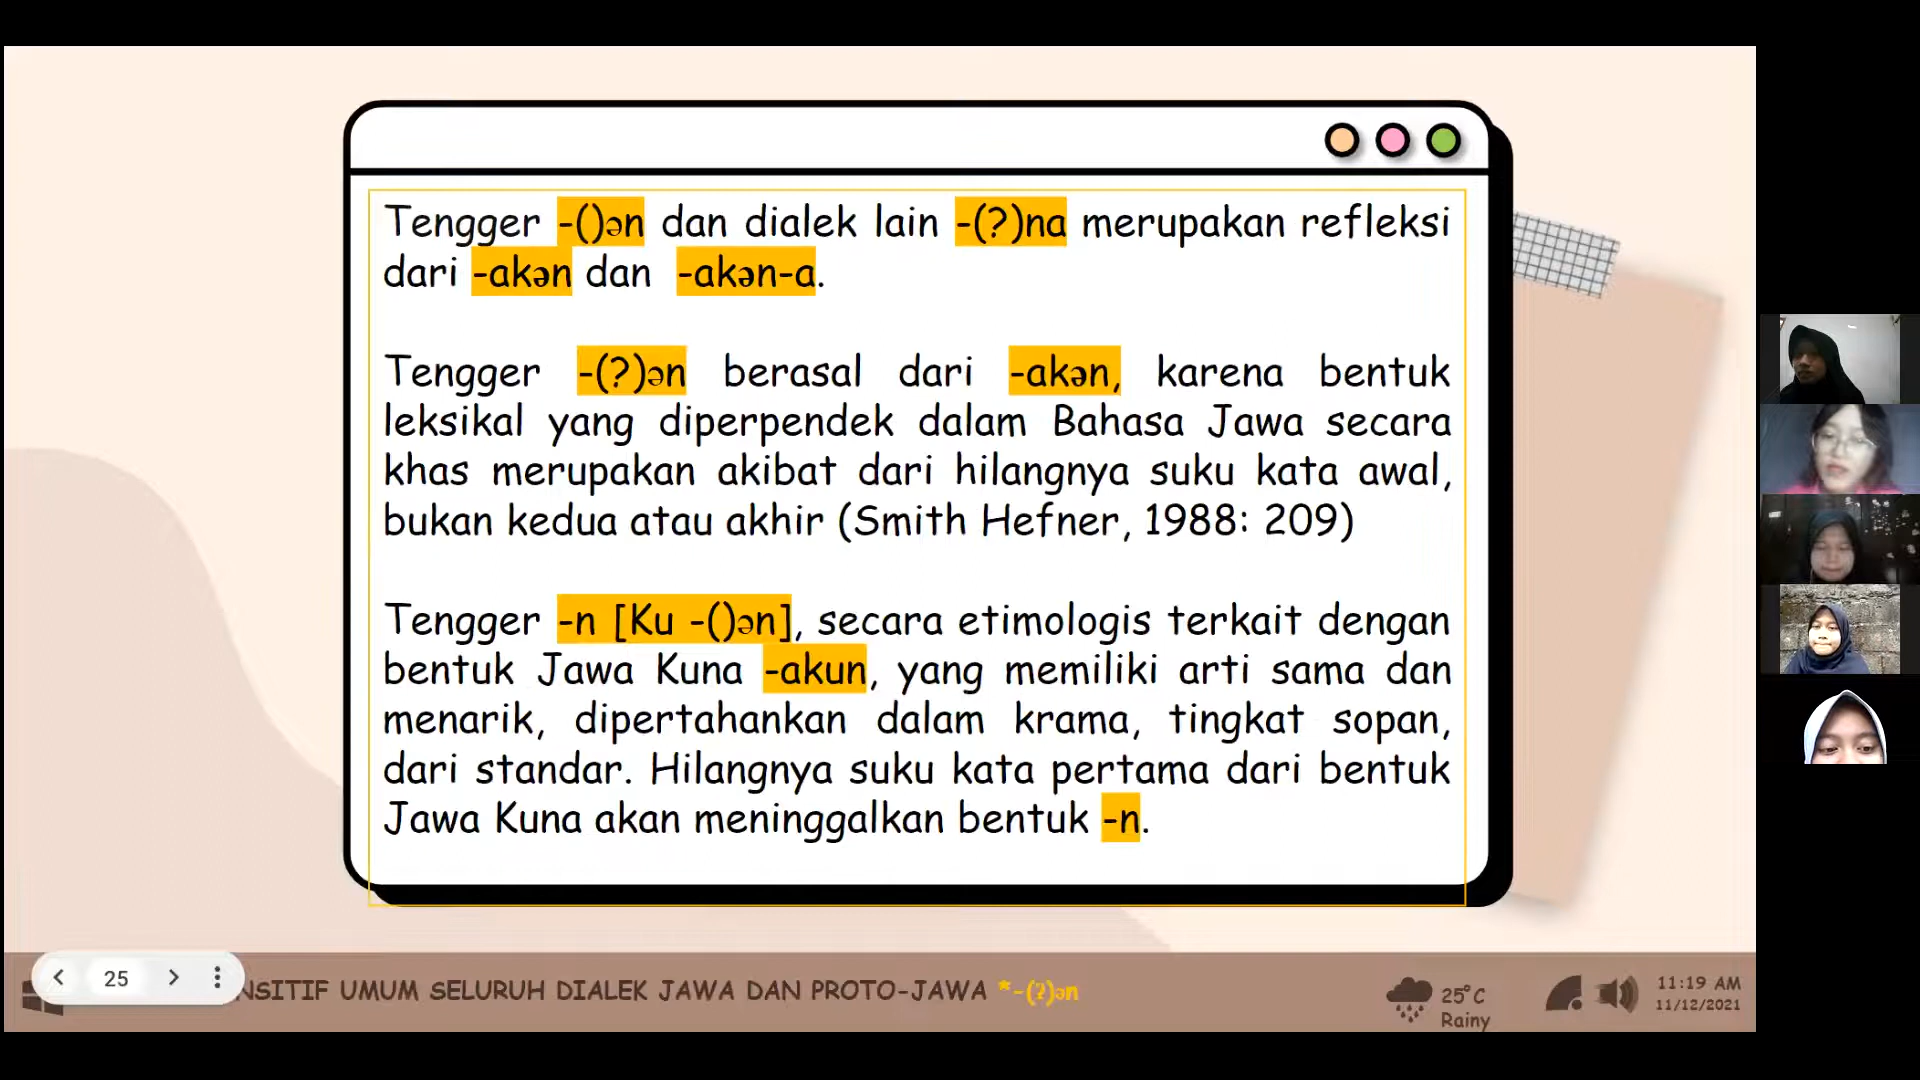 Tengger -()ən dan dialek lain -(?)na merupakan refleksi
dari -akən dan -akən-a.
Tengger -(?)ən berasal dari -akən, karena bentuk
leksikal yang diperpendek dalam Bahasa Jawa secara
khas merupakan akibat dari hilangnya suku kata awal,
bukan kedua atau akhir (Smith Hefner, 1988: 209)
Tengger -n [Ku -()ən], secara etimologis terkait dengan
bentuk Jawa Kuna -akun, yang memiliki arti sama dan
menarik, dipertahankan dalam krama, tingkat sopan,
dari standar. Hilangnya suku kata pertama dari bentuk
Jawa Kuna akan meninggalkan bentuk -n.
25
NSITIF UMUM SELURUH DIALEK JAWA DAN PROTO-JAWA *-(ʔ)ən
25°C
Rainy
11:19 AM
11/12/2021